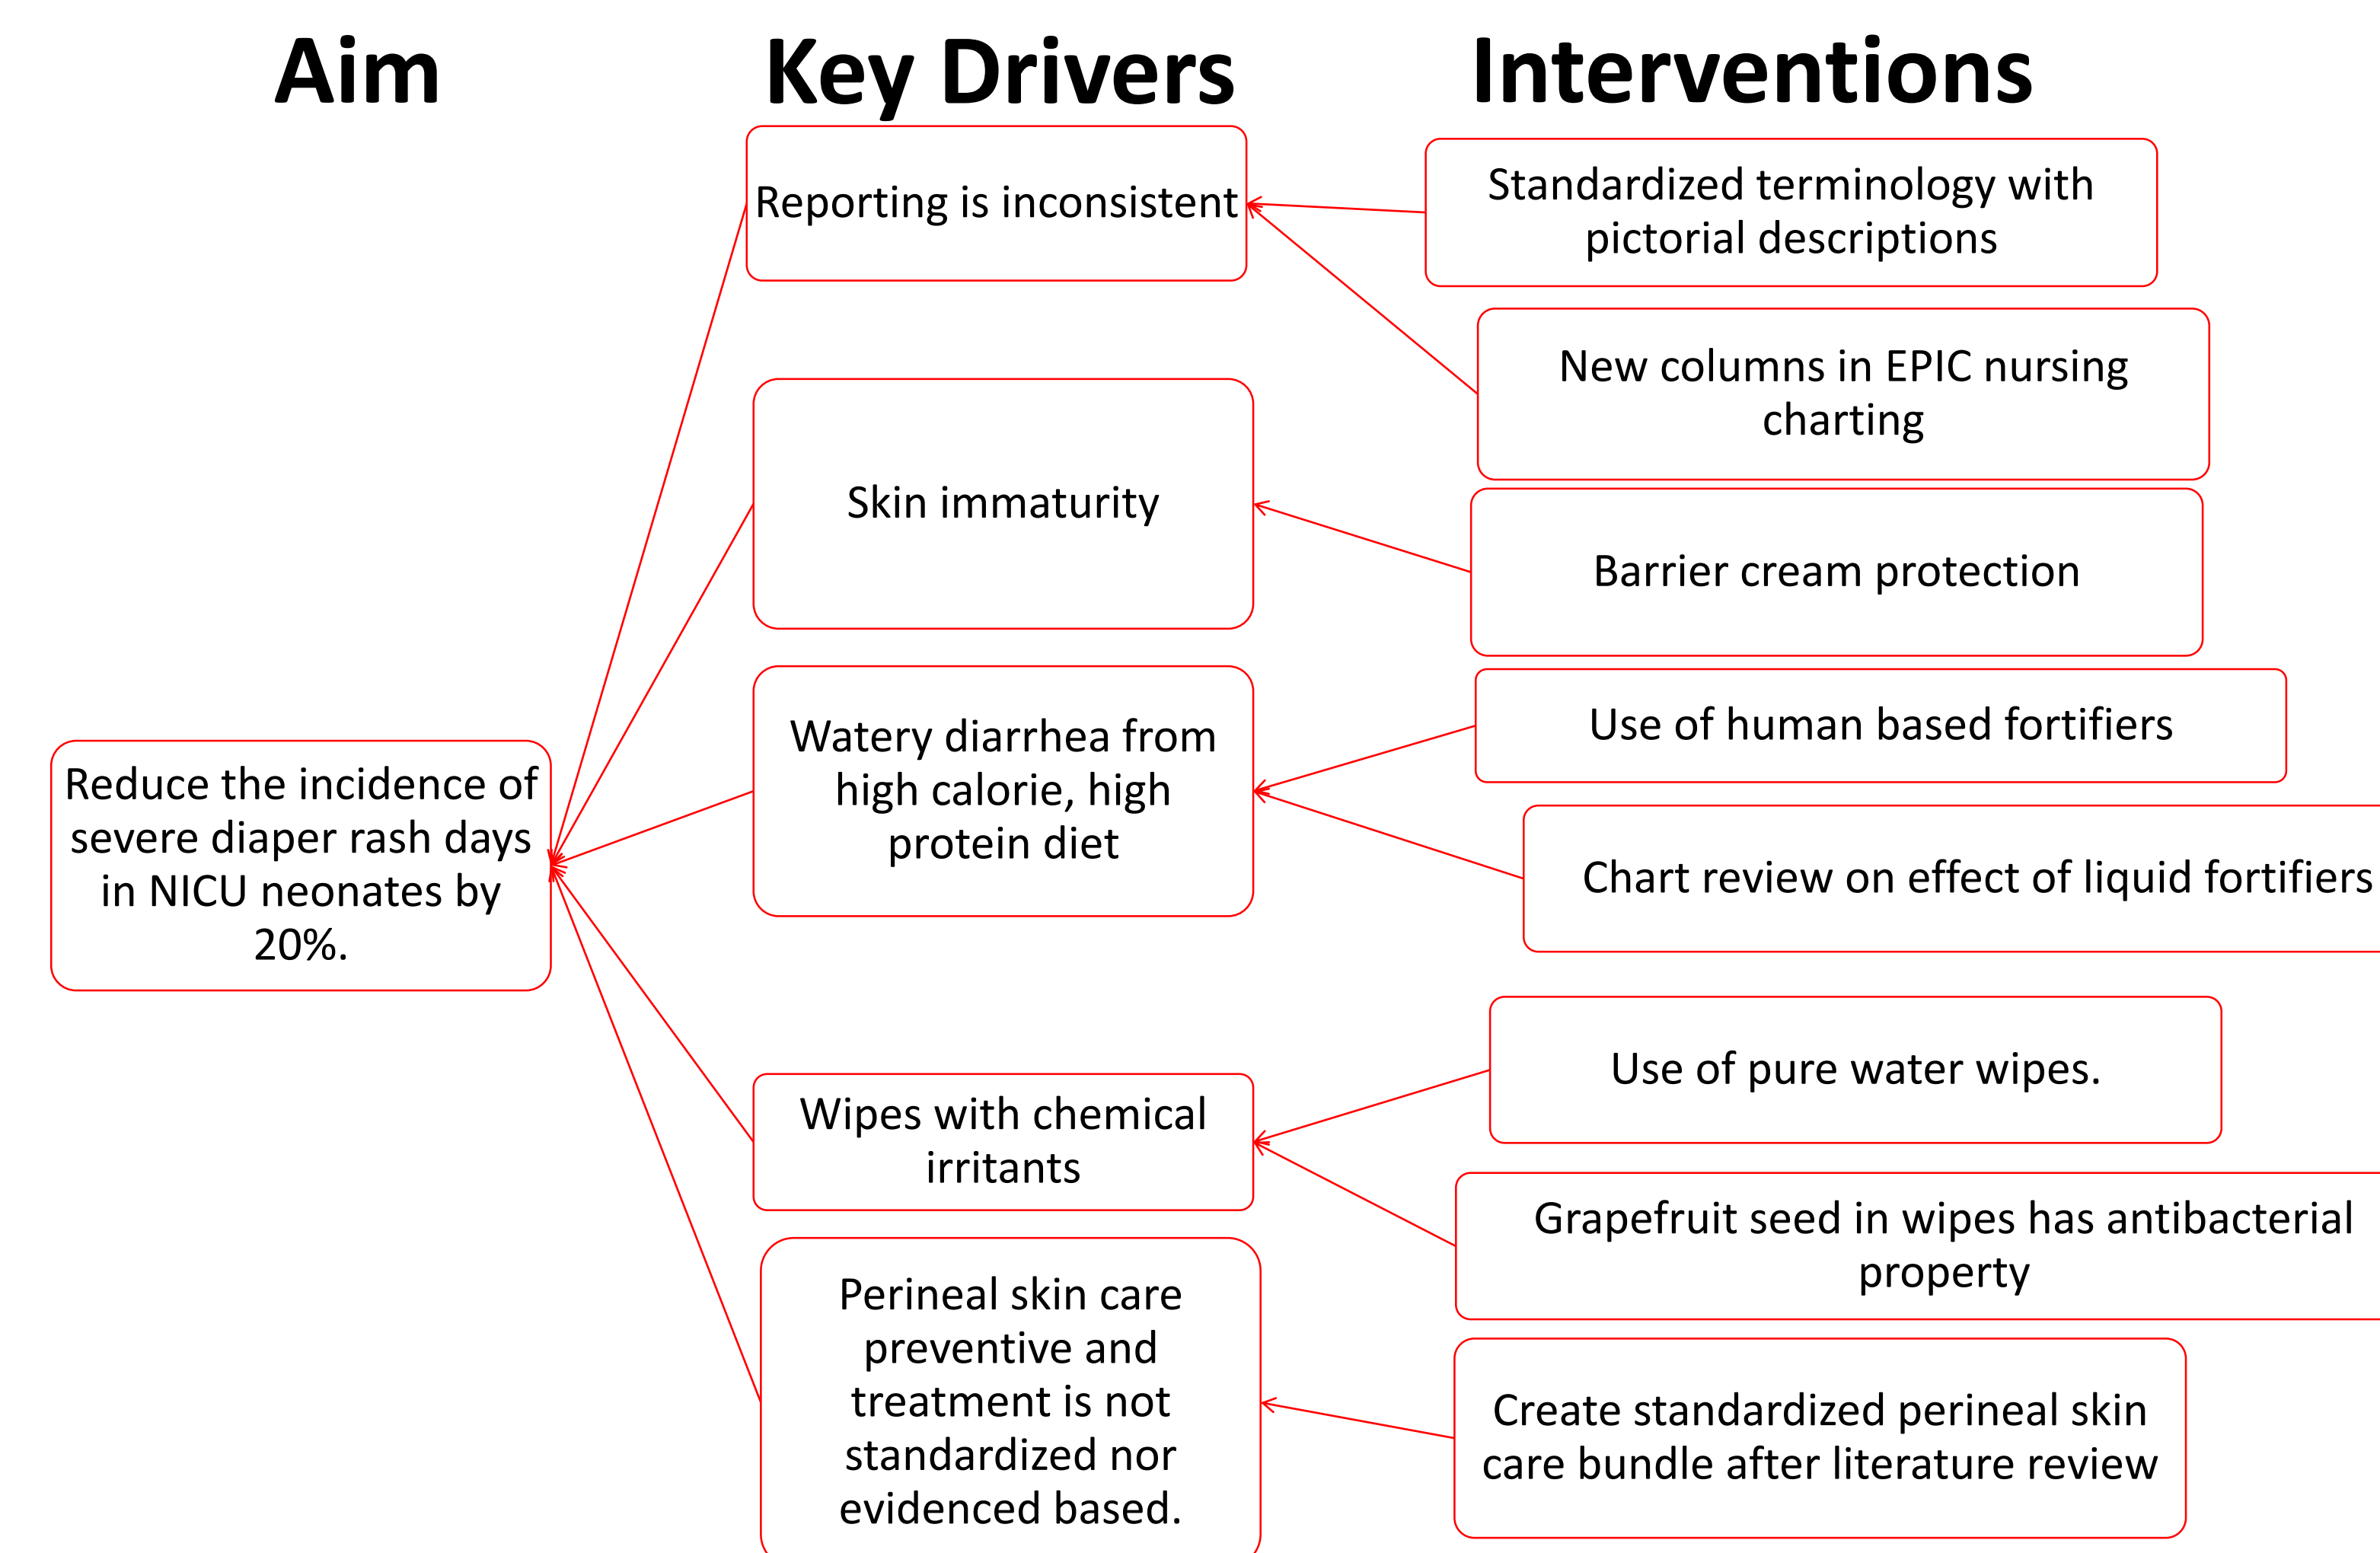 Aim
Key Drivers
Interventions
Reduce the incidence of
severe diaper rash days
in NICU neonates by
20%.
Reporting is inconsistent
Skin immaturity
Watery diarrhea from
high calorie, high
protein diet
Wipes with chemical
irritants
Perineal skin care
preventive and
treatment is not
standardized nor
evidenced based.
Standardized terminology with
pictorial descriptions
New columns in EPIC nursing
charting
Barrier cream protection
Use of human based fortifiers
Chart review on effect of liquid fortifiers
Use of pure water wipes.
Grapefruit seed in wipes has antibacterial
property
Create standardized perineal skin
care bundle after literature review